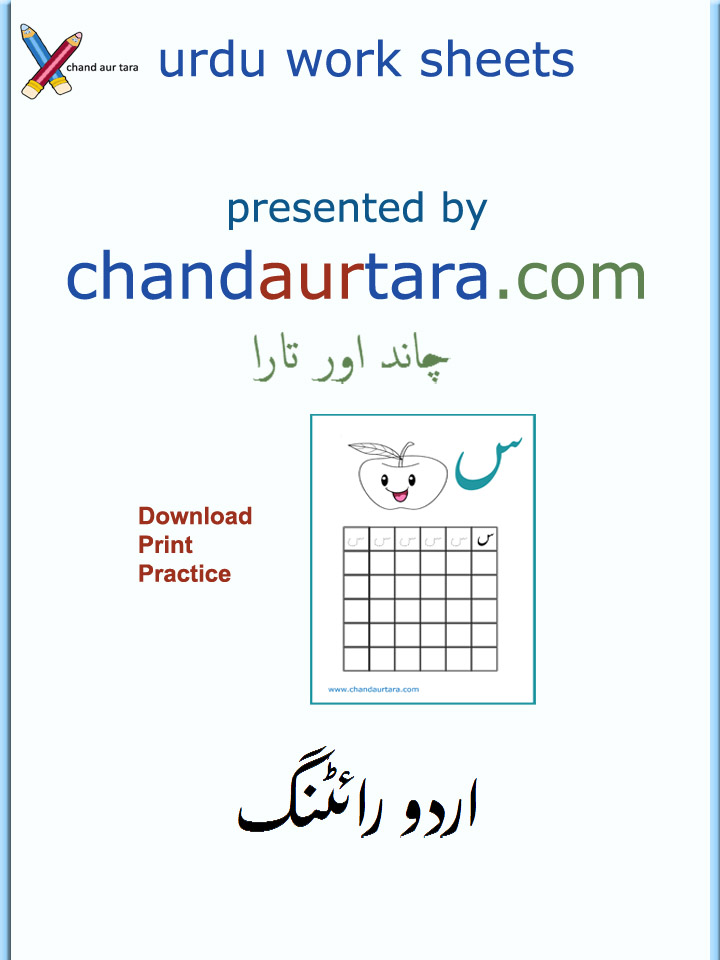 chand aur tara
urdu work sheets
presented by
chandaurtara.com
چاند اور تارا
س
Download
Print
Practice
س س س س س س
www.chandaurtara.com
اردو رائٹنگ